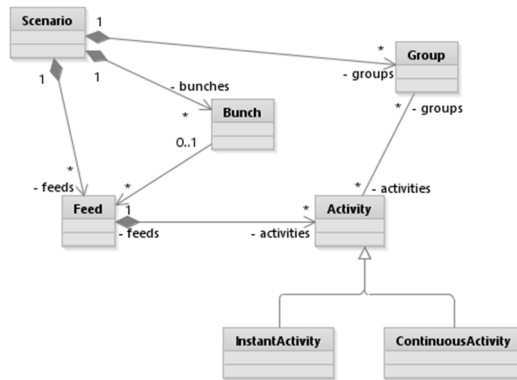 Scenario
1
*
- groups
Group
1
1
- bunches
*
Bunch
0..1
*
- groups
*
- feeds
*
*
- activities
Feed
1
- feeds
*
- activities
Activity
InstantActivity
ContinuousActivity